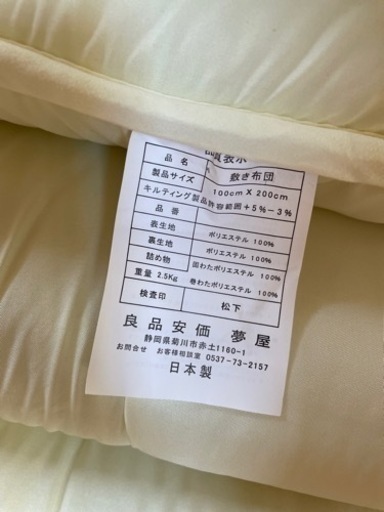 品質表示
品名 敷き布団
製品サイズ 100cm X 200cm
キルティング製品許容範囲+5%-3%
品番
表生地 ポリエステル 100%
裏生地 ポリエステル 100%
詰め物 固わたポリエステル 100%
重量 2.5Kg 巻わたポリエステル 100%
検査印 松下
良品安価 夢屋
静岡県菊川市赤土1160-1
お問合せ お客様相談室 0537-73-2157
日本製